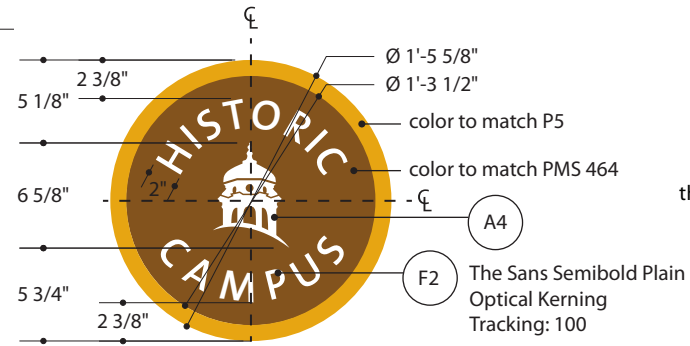 ℄
2 3/8"
5 1/8"
6 5/8"
5 3/4"
2 3/8"
Ø 1'-5 5/8"
Ø 1'-3 1/2"
color to match P5
color to match PMS 464
℄
HISTORIC
2"
CAMPUS
A4
F2
The Sans Semibold Plain
Optical Kerning
Tracking: 100
th